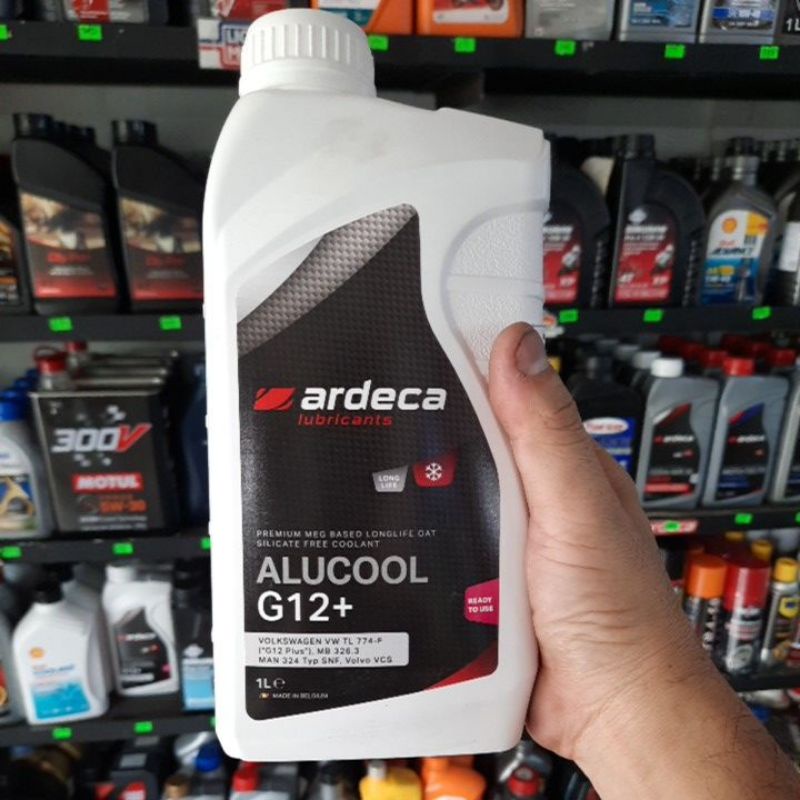 ardeca
lubricants
LONG
LIFE
PREMIUM MEG BASED LONGLIFE OAT
SILICATE FREE COOLANT
ALUCOOL
G12+
READY
TO USE
VOLKSWAGEN VW TL 774-F
("G12 Plus"), MB 326.3
MAN 324 Typ SNF, Volvo VCS
1L CE
MADE IN BELGIUM
300V
MOTUL
5W-30
ardeca